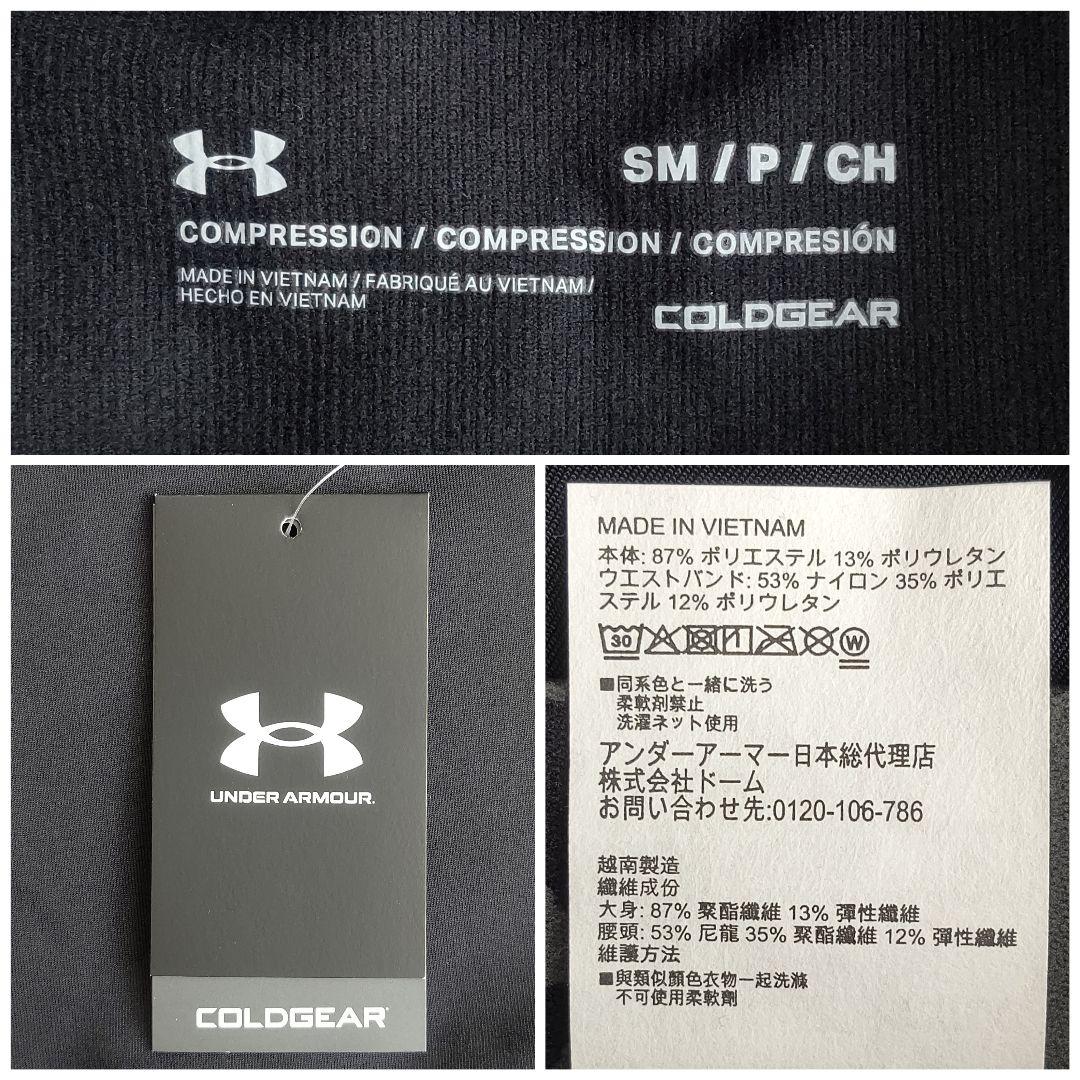 SM / P / CH
COMPRESSION / COMPRESSION / COMPRESIÓN
MADE IN VIETNAM / FABRIQUÉ AU VIETNAM /
HECHO EN VIETNAM
COLDGEAR
UNDER ARMOUR.
COLDGEAR
MADE IN VIETNAM
本体: 87% ポリエステル 13% ポリウレタン
ウエストバンド: 53% ナイロン 35% ポリエ
ステル 12% ポリウレタン
30 W
■同系色と一緒に洗う
柔軟剤禁止
洗濯ネット使用
アンダーアーマー日本総代理店
株式会社ドーム
お問い合わせ先:0120-106-786
越南製造
纖維成份
大身: 87% 聚酯纖維 13% 彈性纖維
腰頭: 53% 尼龍 35% 聚酯纖維 12% 彈性纖維
維護方法
■與類似顏色衣物一起洗滌
不可使用柔軟劑